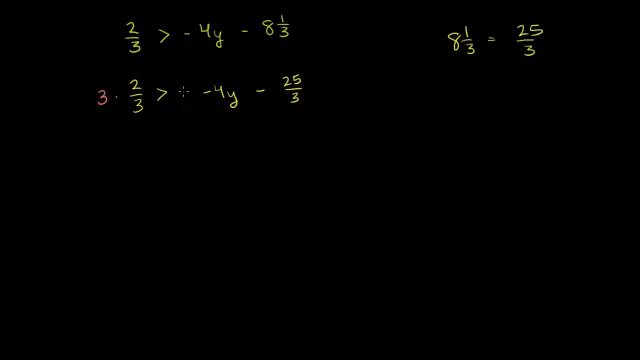 2/3 > -4y - 8 1/3
8 1/3 = 25/3
3 · 2/3 > -4y - 25/3